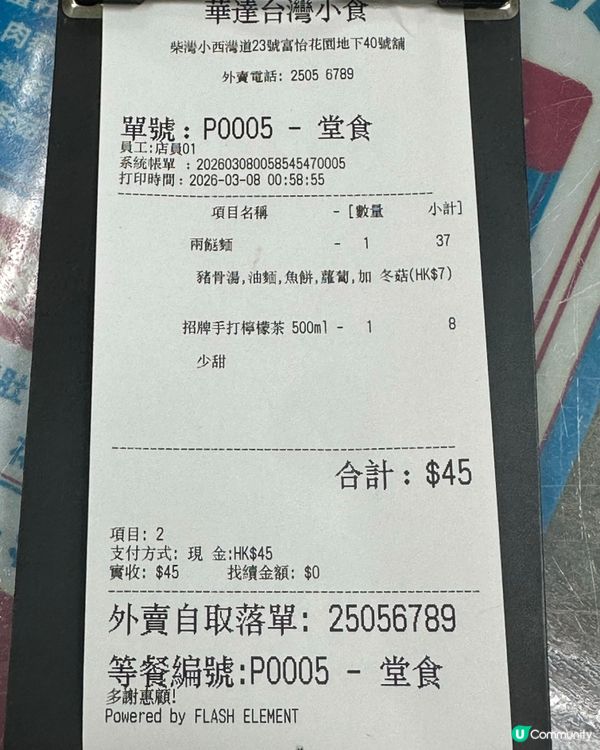 華達台灣小食
柴灣小西灣道23號富怡花園地下40號舖
外賣電話: 2505 6789
單號: P0005 - 堂食
員工:店員01
系統帳單 : 202603080058545470005
打印時間: 2026-03-08 00:58:55
項目名稱 - [數量 小計]
兩餸麵 - 1 37
豬骨湯,油麵,魚餅,蘿蔔,加 冬菇(HK$7)
招牌手打檸檬茶 500ml - 1 8
少甜
合計: $45
項目: 2
支付方式: 現 金:HK$45
實收: $45 找續金額: $0
外賣自取落單: 25056789
等餐編號:P0005 - 堂食
多謝惠顧!
Powered by FLASH ELEMENT
U Community
肉